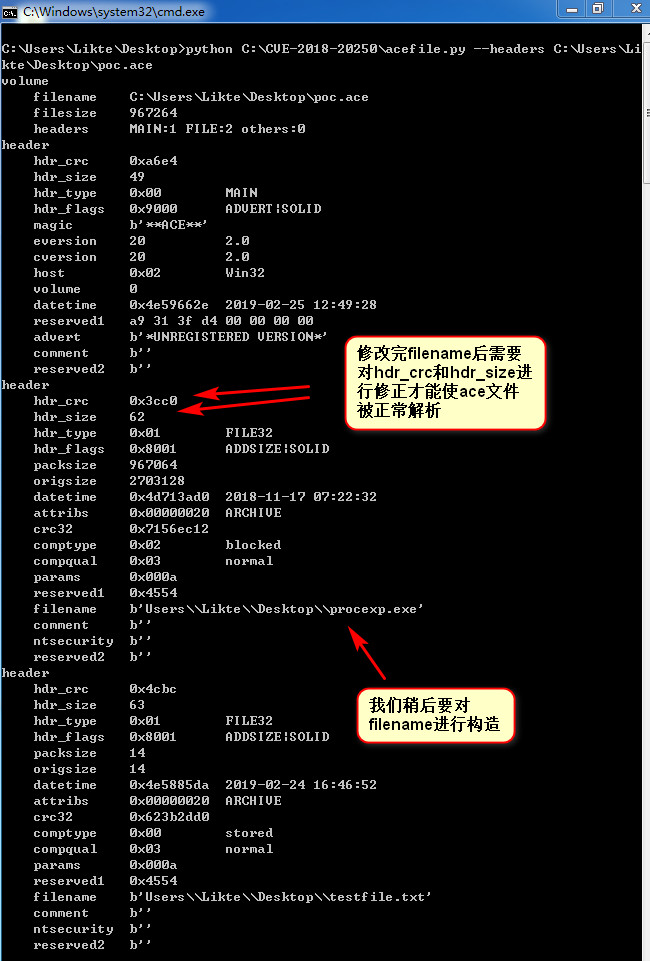 C:\Windows\system32\cmd.exe
C:\Users\Likte\Desktop>python C:\CVE-2018-20250\acefile.py --headers C:\Users\Li
kte\Desktop\poc.ace
volume
filename C:\Users\Likte\Desktop\poc.ace
filesize 967264
headers MAIN:1 FILE:2 others:0
header
hdr_crc 0xa6e4
hdr_size 49
hdr_type 0x00 MAIN
hdr_flags 0x9000 ADVERT|SOLID
magic b'**ACE**'
eversion 20 2.0
cversion 20 2.0
host 0x02 Win32
volume 0
datetime 0x4e59662e 2019-02-25 12:49:28
reserved1 a9 31 3f d4 00 00 00 00
advert b'*UNREGISTERED VERSION*'
comment b''
reserved2 b''
修改完filename后需要
对hdr_crc和hdr_size进
行修正才能使ace文件
被正常解析
header
hdr_crc 0x3cc0
hdr_size 62
hdr_type 0x01 FILE32
hdr_flags 0x8001 ADDSIZE|SOLID
packsize 967064
origsize 2703128
datetime 0x4d713ad0 2018-11-17 07:22:32
attribs 0x00000020 ARCHIVE
crc32 0x7156ec12
comptype 0x02 blocked
compqual 0x03 normal
params 0x000a
reserved1 0x4554
filename b'Users\\Likte\\Desktop\\procexp.exe'
comment b''
ntsecurity b''
reserved2 b''
我们稍后要对
filename进行构造
header
hdr_crc 0x4cbc
hdr_size 63
hdr_type 0x01 FILE32
hdr_flags 0x8001 ADDSIZE|SOLID
packsize 14
origsize 14
datetime 0x4e5885da 2019-02-24 16:46:52
attribs 0x00000020 ARCHIVE
crc32 0x623b2dd0
comptype 0x00 stored
compqual 0x03 normal
params 0x000a
reserved1 0x4554
filename b'Users\\Likte\\Desktop\\testfile.txt'
comment b''
ntsecurity b''
reserved2 b''